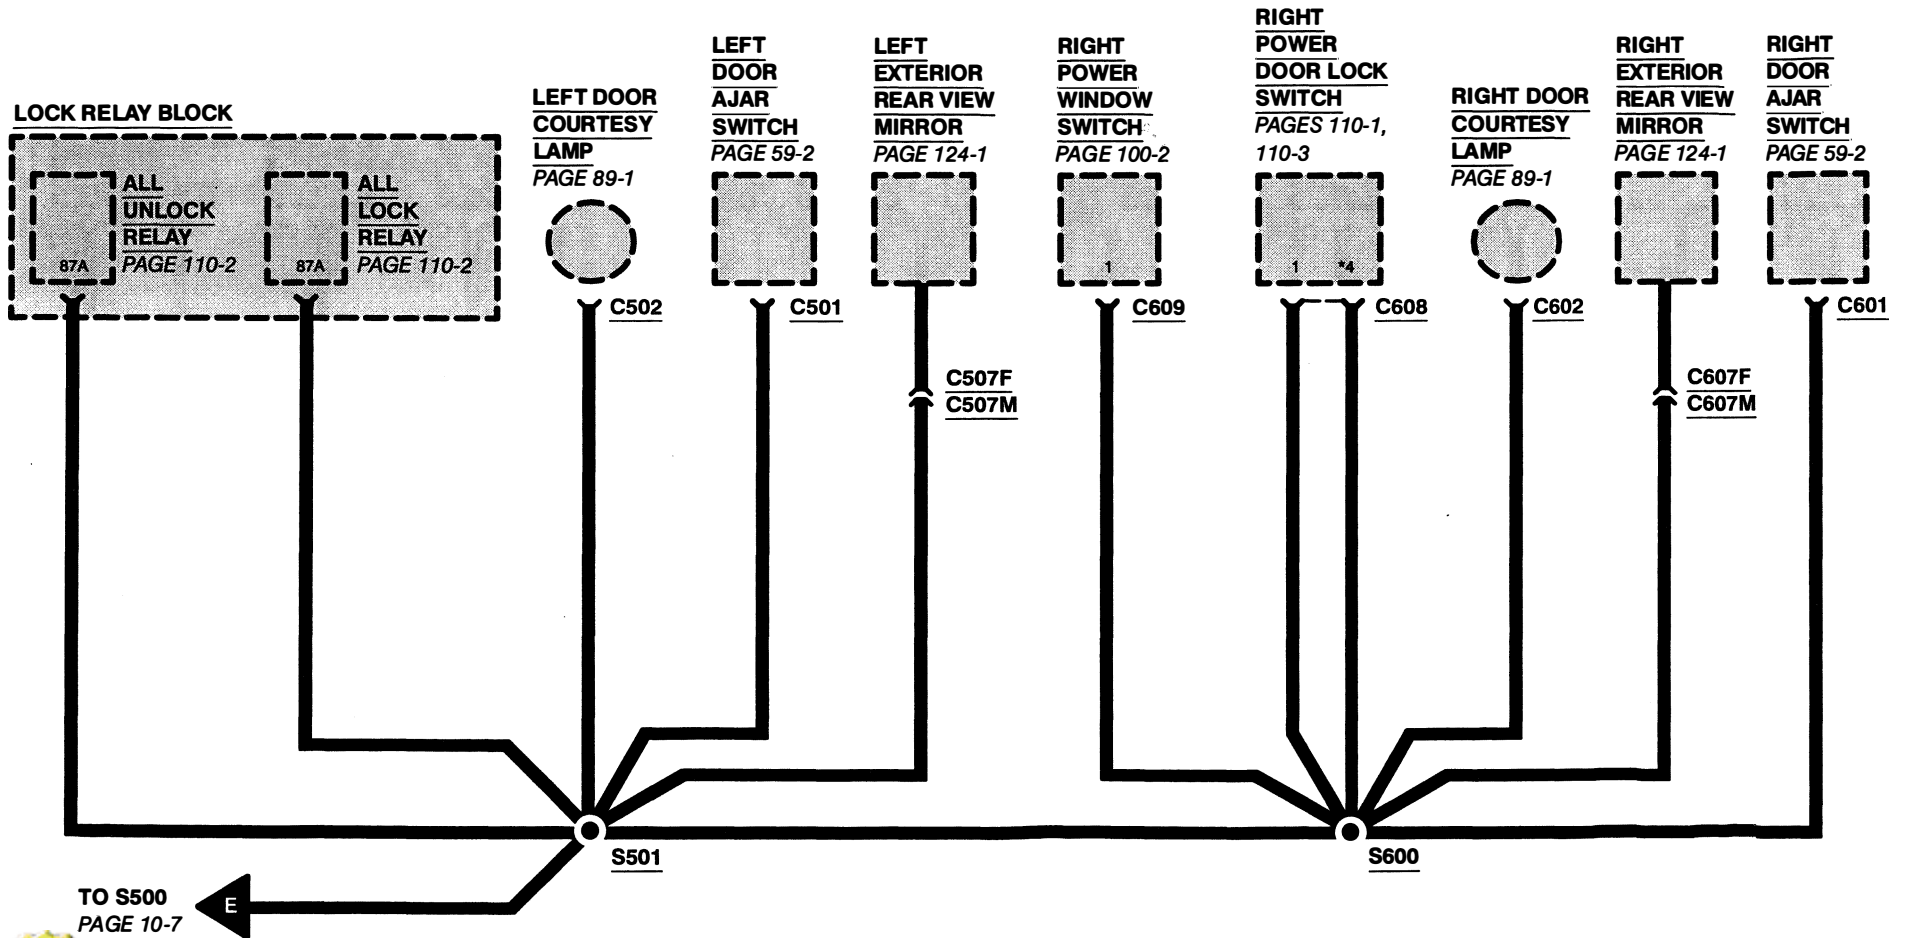 LOCK RELAY BLOCK
ALL
UNLOCK
RELAY
PAGE 110-2
87A
ALL
LOCK
RELAY
PAGE 110-2
87A
LEFT DOOR
COURTESY
LAMP
PAGE 89-1
C502
LEFT
DOOR
AJAR
SWITCH
PAGE 59-2
C501
LEFT
EXTERIOR
REAR VIEW
MIRROR
PAGE 124-1
C507F
C507M
RIGHT
POWER
WINDOW
SWITCH
PAGE 100-2
1
C609
RIGHT
POWER
DOOR LOCK
SWITCH
PAGES 110-1,
110-3
1 *4
C608
RIGHT DOOR
COURTESY
LAMP
PAGE 89-1
C602
RIGHT
EXTERIOR
REAR VIEW
MIRROR
PAGE 124-1
C607F
C607M
RIGHT
DOOR
AJAR
SWITCH
PAGE 59-2
C601
S501
S600
TO S500
PAGE 10-7
E